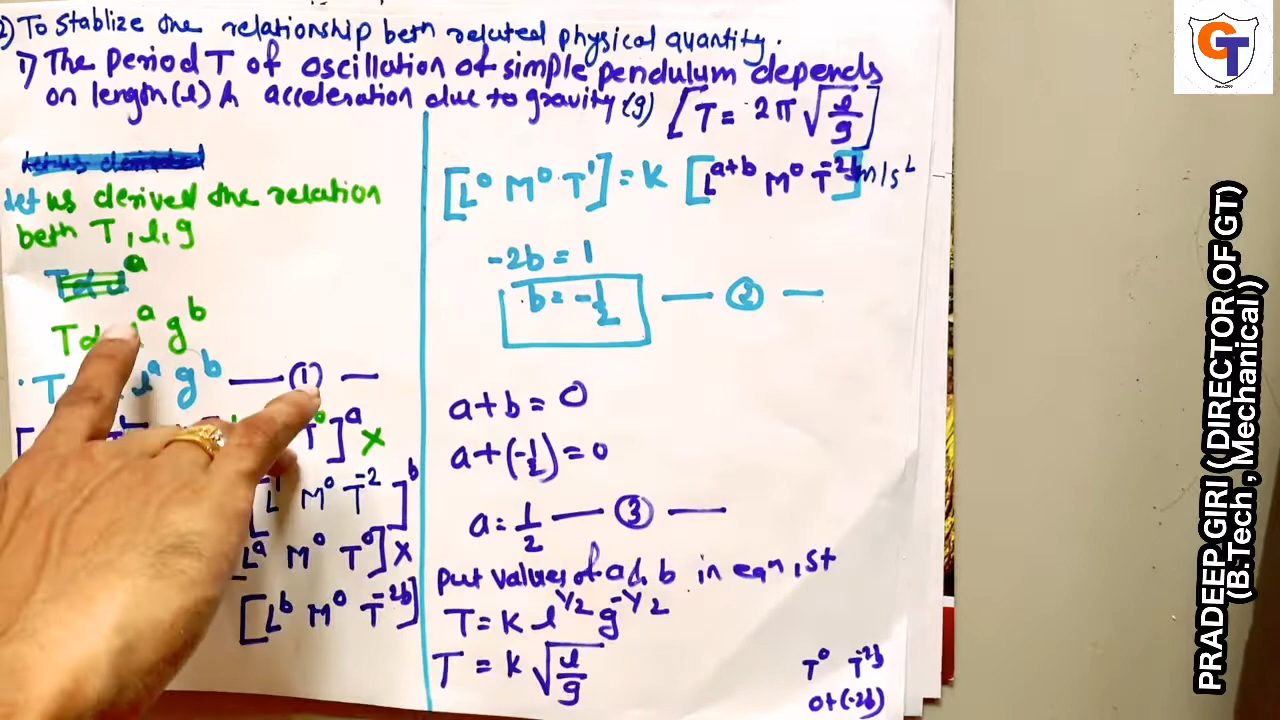 2) To Stablize the relationship betn related physical quantity.
i) The period T of oscillation of simple pendulum depends
on length (l) & acceleration due to gravity (g) [T = 2π √l/g]
let us derived the relation
betn T, l, g
a
T α l^a g^b
T l^a g^b — ① —
]^a ×
[L^1 M^0 T^-2]^b
[L^a M^0 T^0] ×
[L^b M^0 T^-2b]
[L^0 M^0 T^1] = K [L^a+b M^0 T^-2b] m/s^2
-2b = 1
b = -1/2 — ② —
a + b = 0
a + (-1/2) = 0
a = 1/2 — ③ —
put values of a & b in eqn 1st
T = K l^1/2 g^-1/2
T = K √l/g
T^0 T^-2b
0+(-2b)
GT
PRADEEP GIRI ( DIRECTOR OF GT)
(B.Tech , Mechanical)